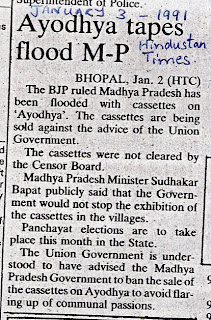 Superintendent of Police.
JANUARY 3 - 1991
Ayodhya tapes
flood M-P
Hindustan
Times
BHOPAL, Jan. 2 (HTC)
The BJP ruled Madhya Pradesh has
been flooded with cassettes on
‘Ayodhya’. The cassettes are being
sold against the advice of the Union
Government.
The cassettes were not cleared by
the Censor Board.
Madhya Pradesh Minister Sudhakar
Bapat publicly said that the Govern-
ment would not stop the exhibition of
the cassettes in the villages.
Panchayat elections are to take
place this month in the State.
The Union Government is under-
stood to have advised the Madhya
Pradesh Government to ban the sale of
the cassettes on Ayodhya to avoid flar-
ing up of communal passions.